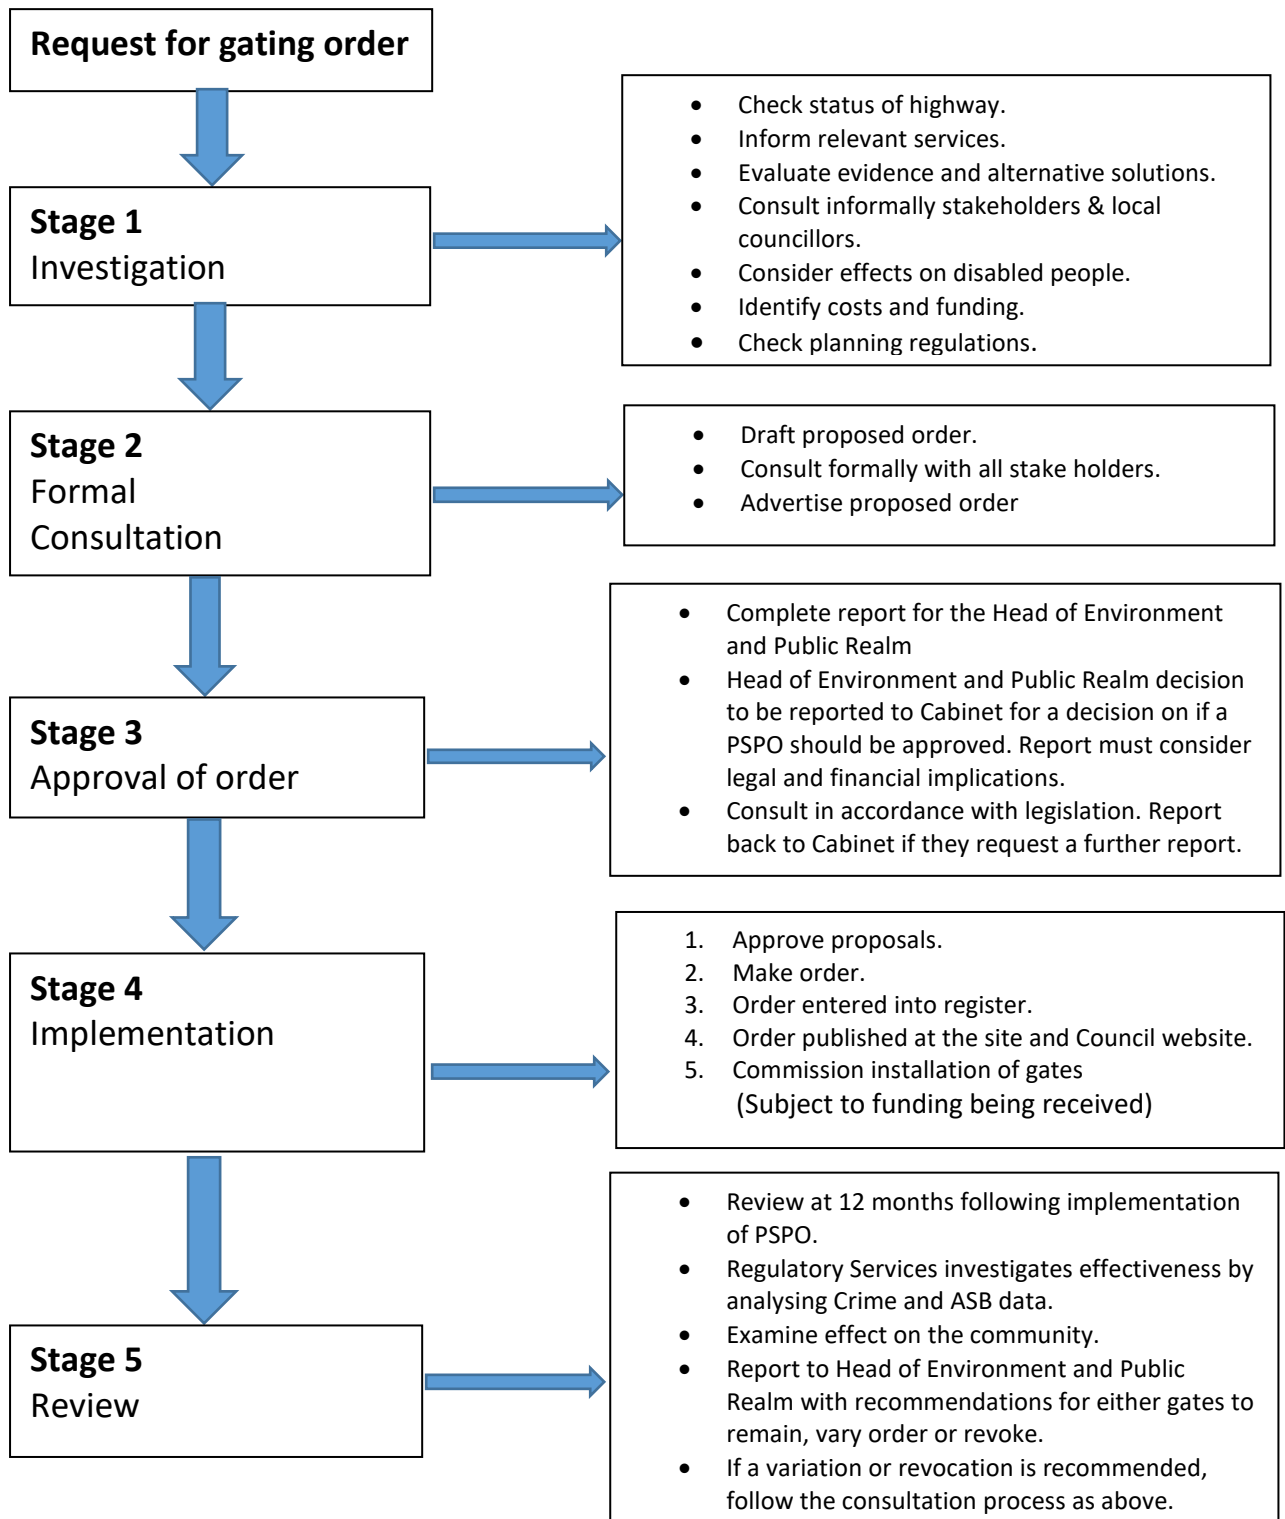 Request for gating order
Stage 1
Investigation
• Check status of highway.
• Inform relevant services.
• Evaluate evidence and alternative solutions.
• Consult informally stakeholders & local
councillors.
• Consider effects on disabled people.
• Identify costs and funding.
• Check planning regulations.
Stage 2
Formal
Consultation
• Draft proposed order.
• Consult formally with all stake holders.
• Advertise proposed order
Stage 3
Approval of order
• Complete report for the Head of Environment
and Public Realm
• Head of Environment and Public Realm decision
to be reported to Cabinet for a decision on if a
PSPO should be approved. Report must consider
legal and financial implications.
• Consult in accordance with legislation. Report
back to Cabinet if they request a further report.
Stage 4
Implementation
1. Approve proposals.
2. Make order.
3. Order entered into register.
4. Order published at the site and Council website.
5. Commission installation of gates
(Subject to funding being received)
Stage 5
Review
• Review at 12 months following implementation
of PSPO.
• Regulatory Services investigates effectiveness by
analysing Crime and ASB data.
• Examine effect on the community.
• Report to Head of Environment and Public
Realm with recommendations for either gates to
remain, vary order or revoke.
• If a variation or revocation is recommended,
follow the consultation process as above.